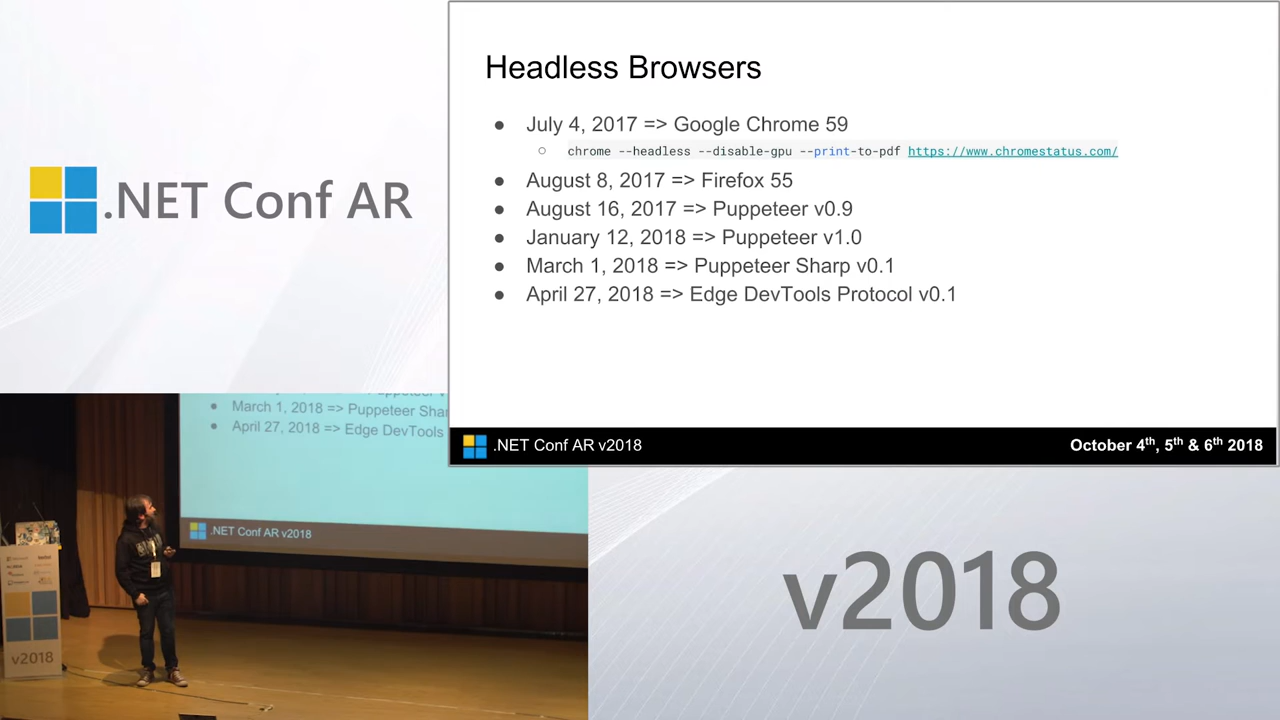 Headless Browsers
● July 4, 2017 => Google Chrome 59
○ chrome --headless --disable-gpu --print-to-pdf https://www.chromestatus.com/
● August 8, 2017 => Firefox 55
● August 16, 2017 => Puppeteer v0.9
● January 12, 2018 => Puppeteer v1.0
● March 1, 2018 => Puppeteer Sharp v0.1
● April 27, 2018 => Edge DevTools Protocol v0.1
.NET Conf AR v2018
October 4th, 5th & 6th 2018
.NET Conf AR
● March 1, 2018 => Puppeteer Shar
● April 27, 2018 => Edge DevTools
.NET Conf AR v2018
v2018
v2018